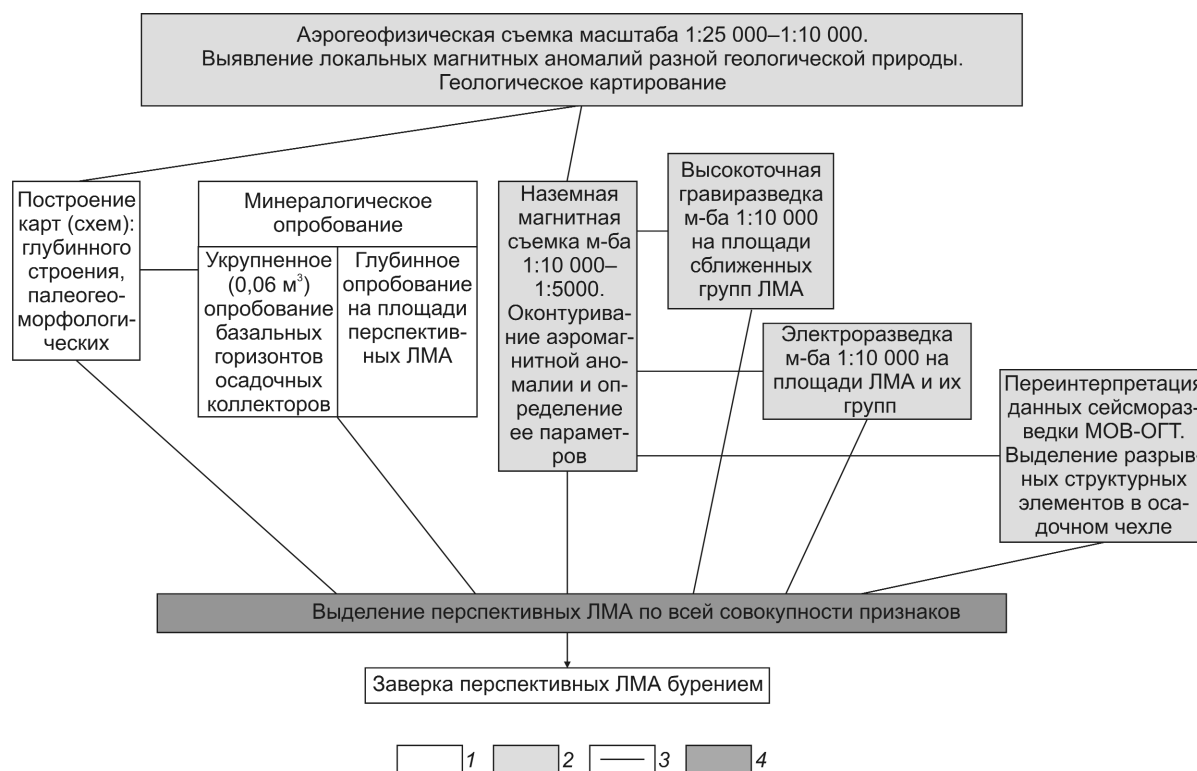 Аэрогеофизическая съемка масштаба 1:25 000–1:10 000.
Выявление локальных магнитных аномалий разной геологической природы.
Геологическое картирование
Построение
карт (схем):
глубинного
строения,
палеогео-
морфологи-
ческих
Минералогическое
опробование
Укрупненное
(0,06 м³)
опробование
базальных
горизонтов
осадочных
коллекторов
Глубинное
опробование
на площади
перспектив-
ных ЛМА
Наземная
магнитная
съемка м-ба
1:10 000–
1:5000.
Оконтурива-
ние аэромаг-
нитной ано-
малии и оп-
ределение
ее парамет-
ров
Высокоточная
гравиразведка
м-ба 1:10 000
на площади
сближенных
групп ЛМА
Электроразведка
м-ба 1:10 000 на
площади ЛМА и их
групп
Переинтерпретация
данных сейсмораз-
ведки МОВ-ОГТ.
Выделение разрыв-
ных структурных
элементов в оса-
дочном чехле
Выделение перспективных ЛМА по всей совокупности признаков
Заверка перспективных ЛМА бурением
1 2 3 4